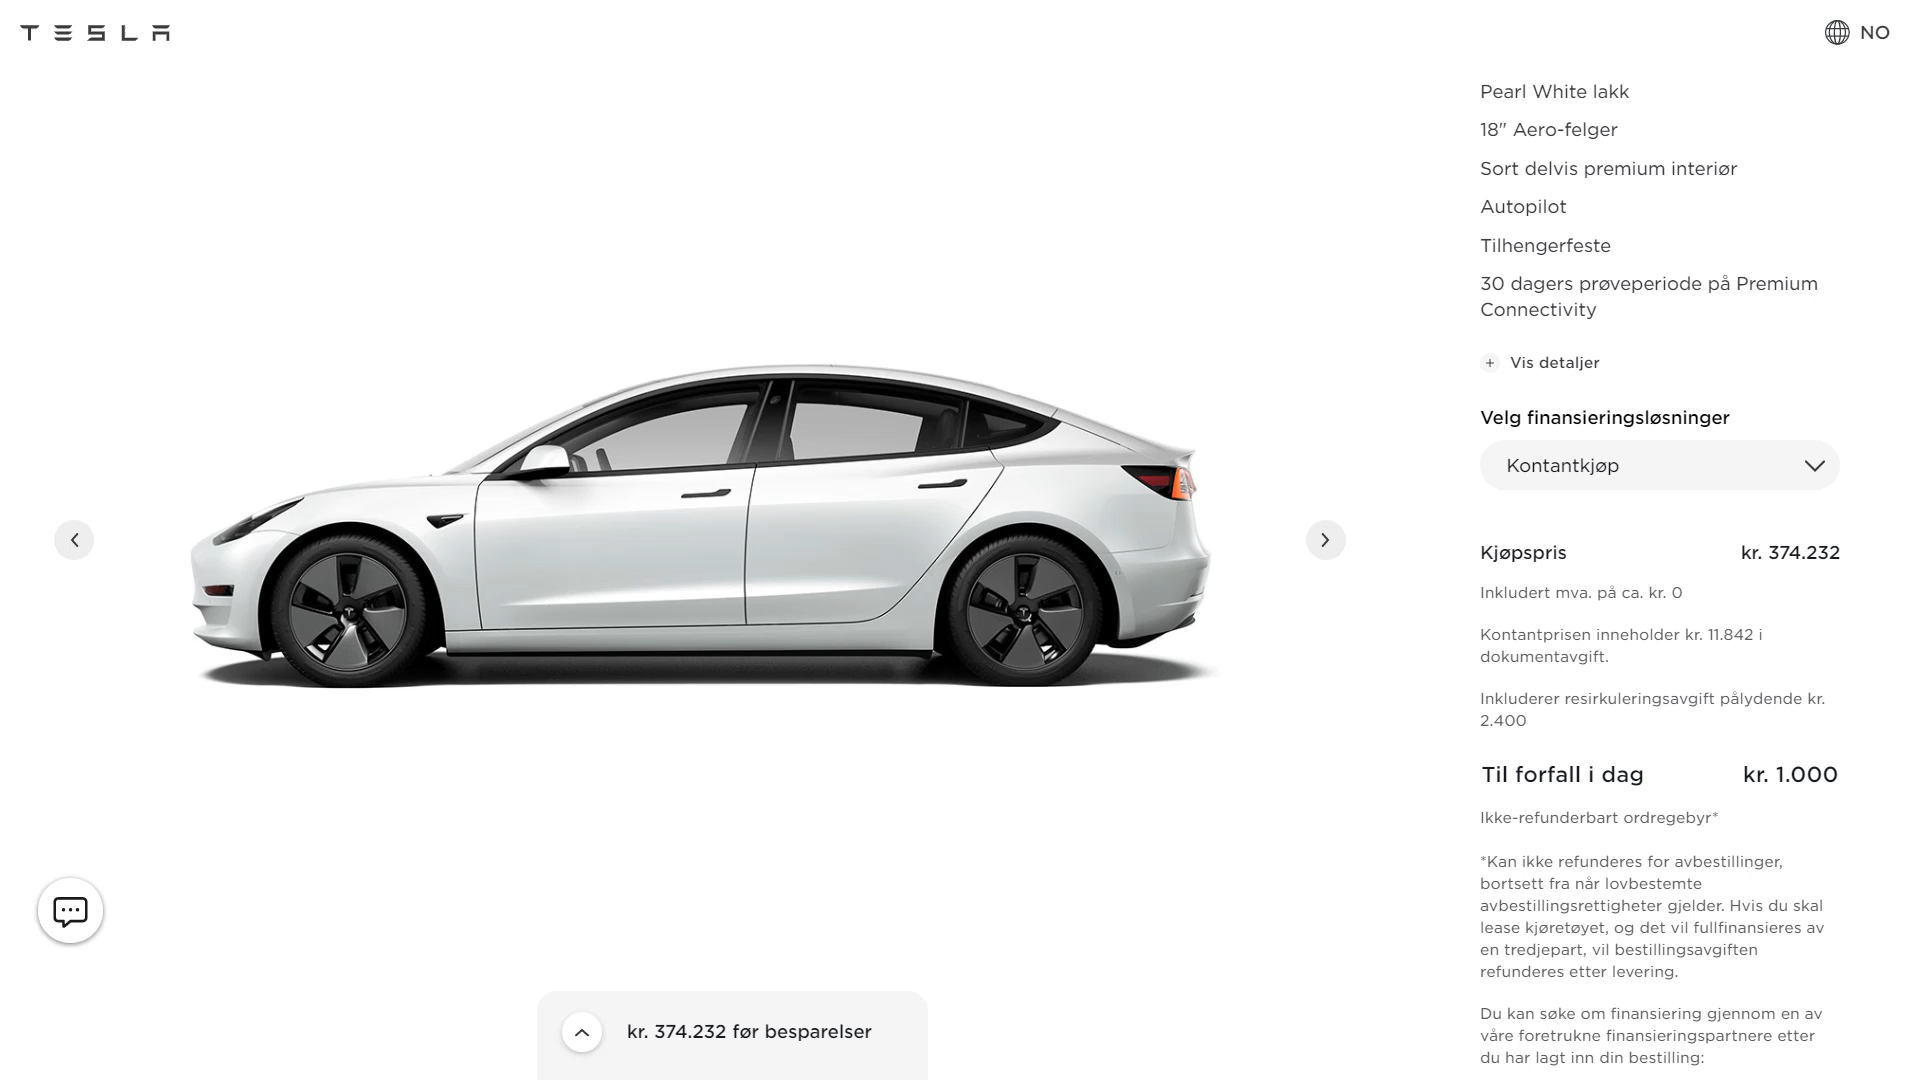 TESLA
NO
Pearl White lakk
18" Aero-felger
Sort delvis premium interiør
Autopilot
Tilhengerfeste
30 dagers prøveperiode på Premium
Connectivity
+ Vis detaljer
Velg finansieringsløsninger
Kontantkjøp
Kjøpspris kr. 374.232
Inkludert mva. på ca. kr. 0
Kontantprisen inneholder kr. 11.842 i
dokumentavgift.
Inkluderer resirkuleringsavgift pålydende kr.
2.400
Til forfall i dag kr. 1.000
Ikke-refunderbart ordregebyr*
*Kan ikke refunderes for avbestillinger,
bortsett fra når lovbestemte
avbestillingsrettigheter gjelder. Hvis du skal
lease kjøretøyet, og det vil fullfinansieres av
en tredjepart, vil bestillingsavgiften
refunderes etter levering.
Du kan søke om finansiering gjennom en av
våre foretrukne finansieringspartnere etter
du har lagt inn din bestilling:
kr. 374.232 før besparelser